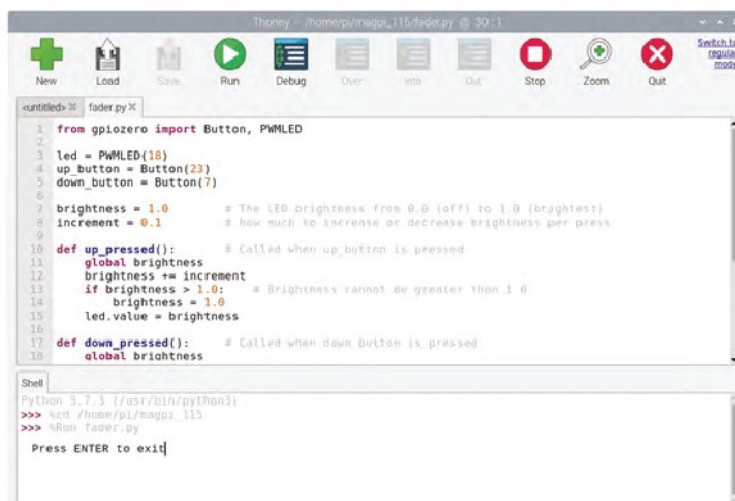 Thonny - /home/pi/magpi_115/fader.py @ 30:1
New Load Save Run Debug Over Into Out Stop Zoom Quit
Switch to
regular
mode
<untitled> fader.py
1 from gpiozero import Button, PWMLED
2
3 led = PWMLED(18)
4 up_button = Button(23)
5 down_button = Button(7)
6
7 brightness = 1.0 # The LED brightness from 0.0 (off) to 1.0 (brightest)
8 increment = 0.1 # how much to increase or decrease brightness per press
9
10 def up_pressed(): # Called when up_button is pressed
11 global brightness
12 brightness += increment
13 if brightness > 1.0: # Brightness cannot be greater than 1.0
14 brightness = 1.0
15 led.value = brightness
16
17 def down_pressed(): # Called when down button is pressed
18 global brightness
Shell
Python 3.7.3 (/usr/bin/python3)
>>> %cd /home/pi/magpi_115
>>> %Run fader.py
Press ENTER to exit